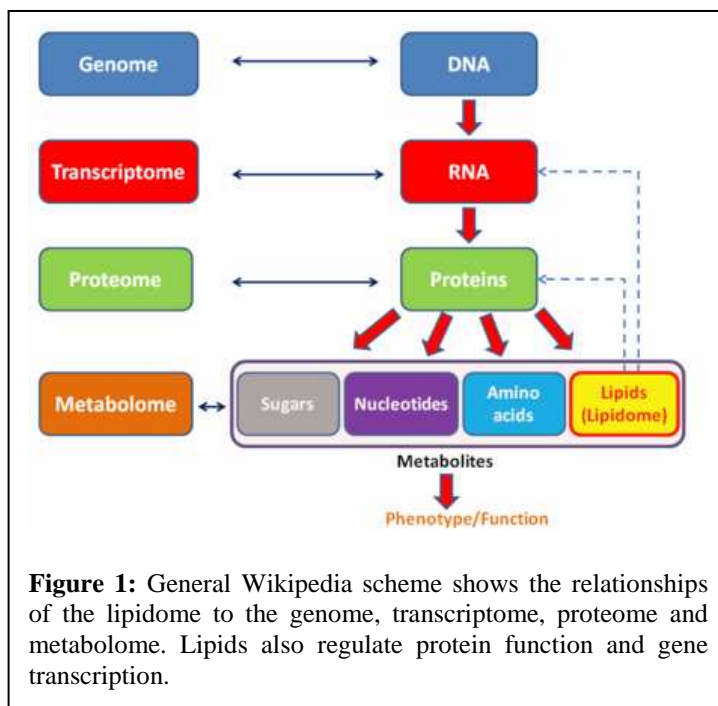 Genome
DNA
Transcriptome
RNA
Proteome
Proteins
Metabolome
Sugars
Nucleotides
Amino
acids
Lipids
(Lipidome)
Metabolites
Phenotype/Function
Figure 1: General Wikipedia scheme shows the relationships
of the lipidome to the genome, transcriptome, proteome and
metabolome. Lipids also regulate protein function and gene
transcription.